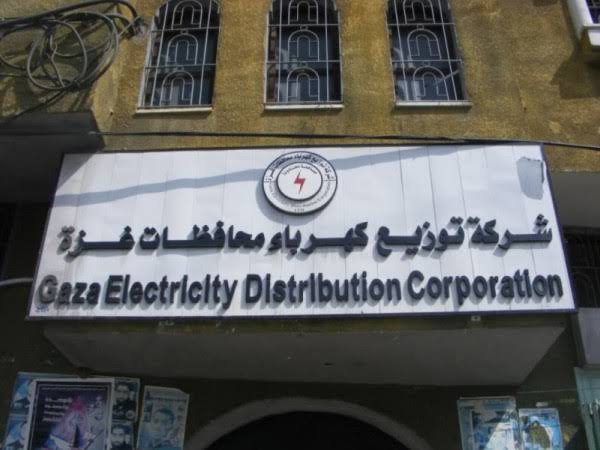 شركة توزيع كهرباء محافظات غزة
Gaza Electricity Distribution Corporation